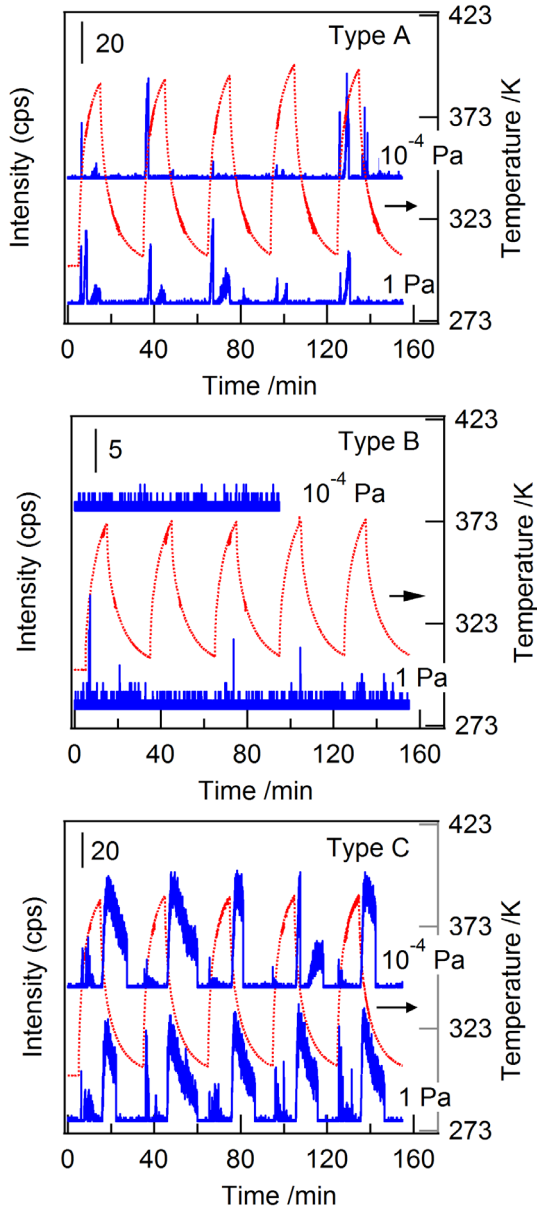 423
20
Type A
373
10⁻⁴ Pa
Intensity (cps)
Temperature /K
323
1 Pa
273
0 40 80 120 160
Time /min
423
5
Type B
10⁻⁴ Pa
373
Intensity (cps)
Temperature /K
323
1 Pa
273
0 40 80 120 160
Time /min
423
20
Type C
373
10⁻⁴ Pa
Intensity (cps)
Temperature /K
323
1 Pa
273
0 40 80 120 160
Time /min